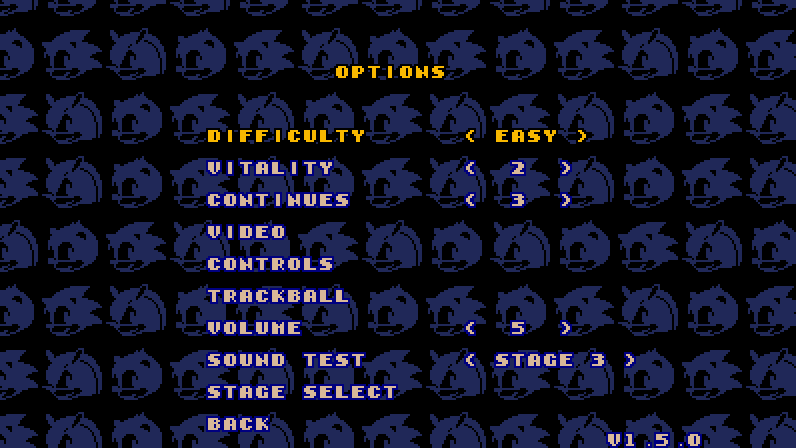 OPTIONS
DIFFICULTY < EASY >
VITALITY < 2 >
CONTINUES < 3 >
VIDEO
CONTROLS
TRACKBALL
VOLUME < 5 >
SOUND TEST < STAGE 3 >
STAGE SELECT
BACK
V1.5.0